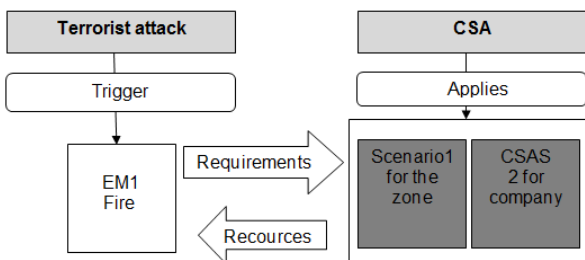 Terrorist attack
CSA
Trigger
Applies
EM1
Fire
Requirements
Recources
Scenario1
for the
zone
CSAS
2 for
company